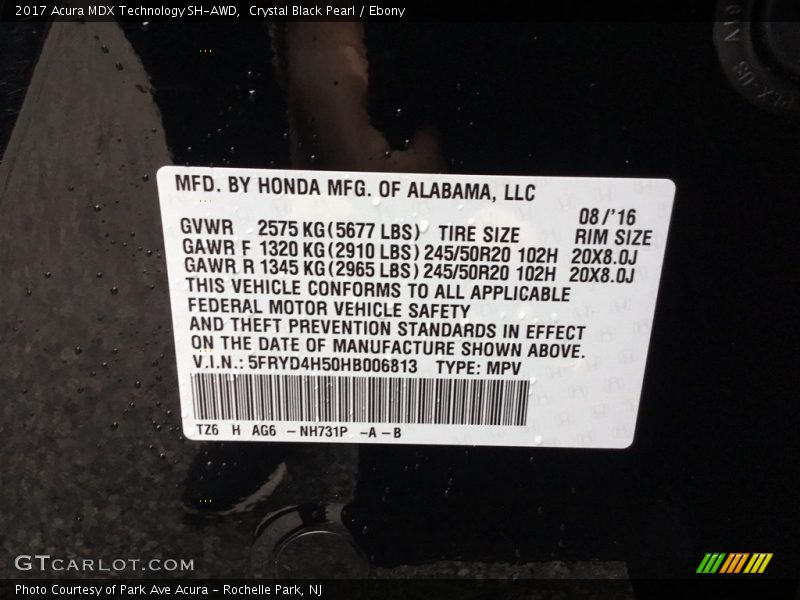 2017 Acura MDX Technology SH-AWD, Crystal Black Pearl / Ebony
MFD. BY HONDA MFG. OF ALABAMA, LLC
08/'16
GVWR 2575 KG(5677 LBS) TIRE SIZE RIM SIZE
GAWR F 1320 KG(2910 LBS) 245/50R20 102H 20X8.0J
GAWR R 1345 KG(2965 LBS) 245/50R20 102H 20X8.0J
THIS VEHICLE CONFORMS TO ALL APPLICABLE
FEDERAL MOTOR VEHICLE SAFETY
AND THEFT PREVENTION STANDARDS IN EFFECT
ON THE DATE OF MANUFACTURE SHOWN ABOVE.
V.I.N.: 5FRYD4H50HB006813 TYPE: MPV
TZ6 H AG6 -NH731P -A-B
GTCARLOT.COM
Photo Courtesy of Park Ave Acura - Rochelle Park, NJ